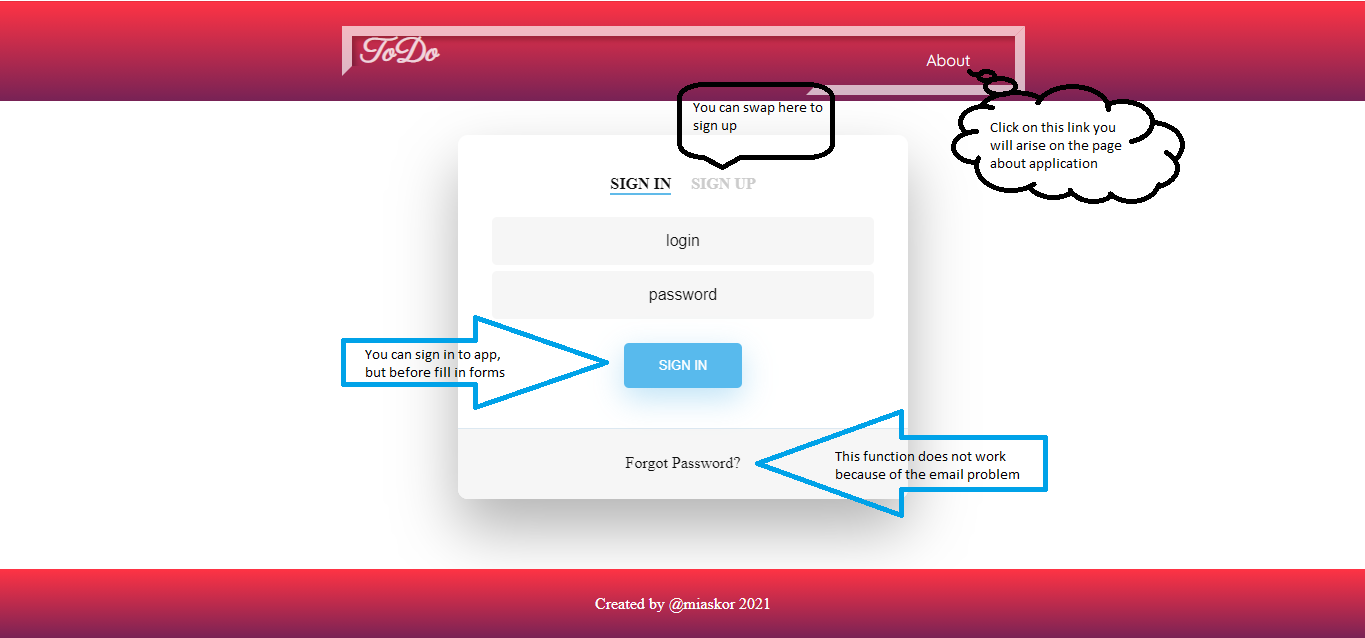 ToDo
About
You can swap here to
sign up
Click on this link you
will arise on the page
about application
SIGN IN SIGN UP
login
password
You can sign in to app,
but before fill in forms
SIGN IN
Forgot Password?
This function does not work
because of the email problem
Created by @miaskor 2021